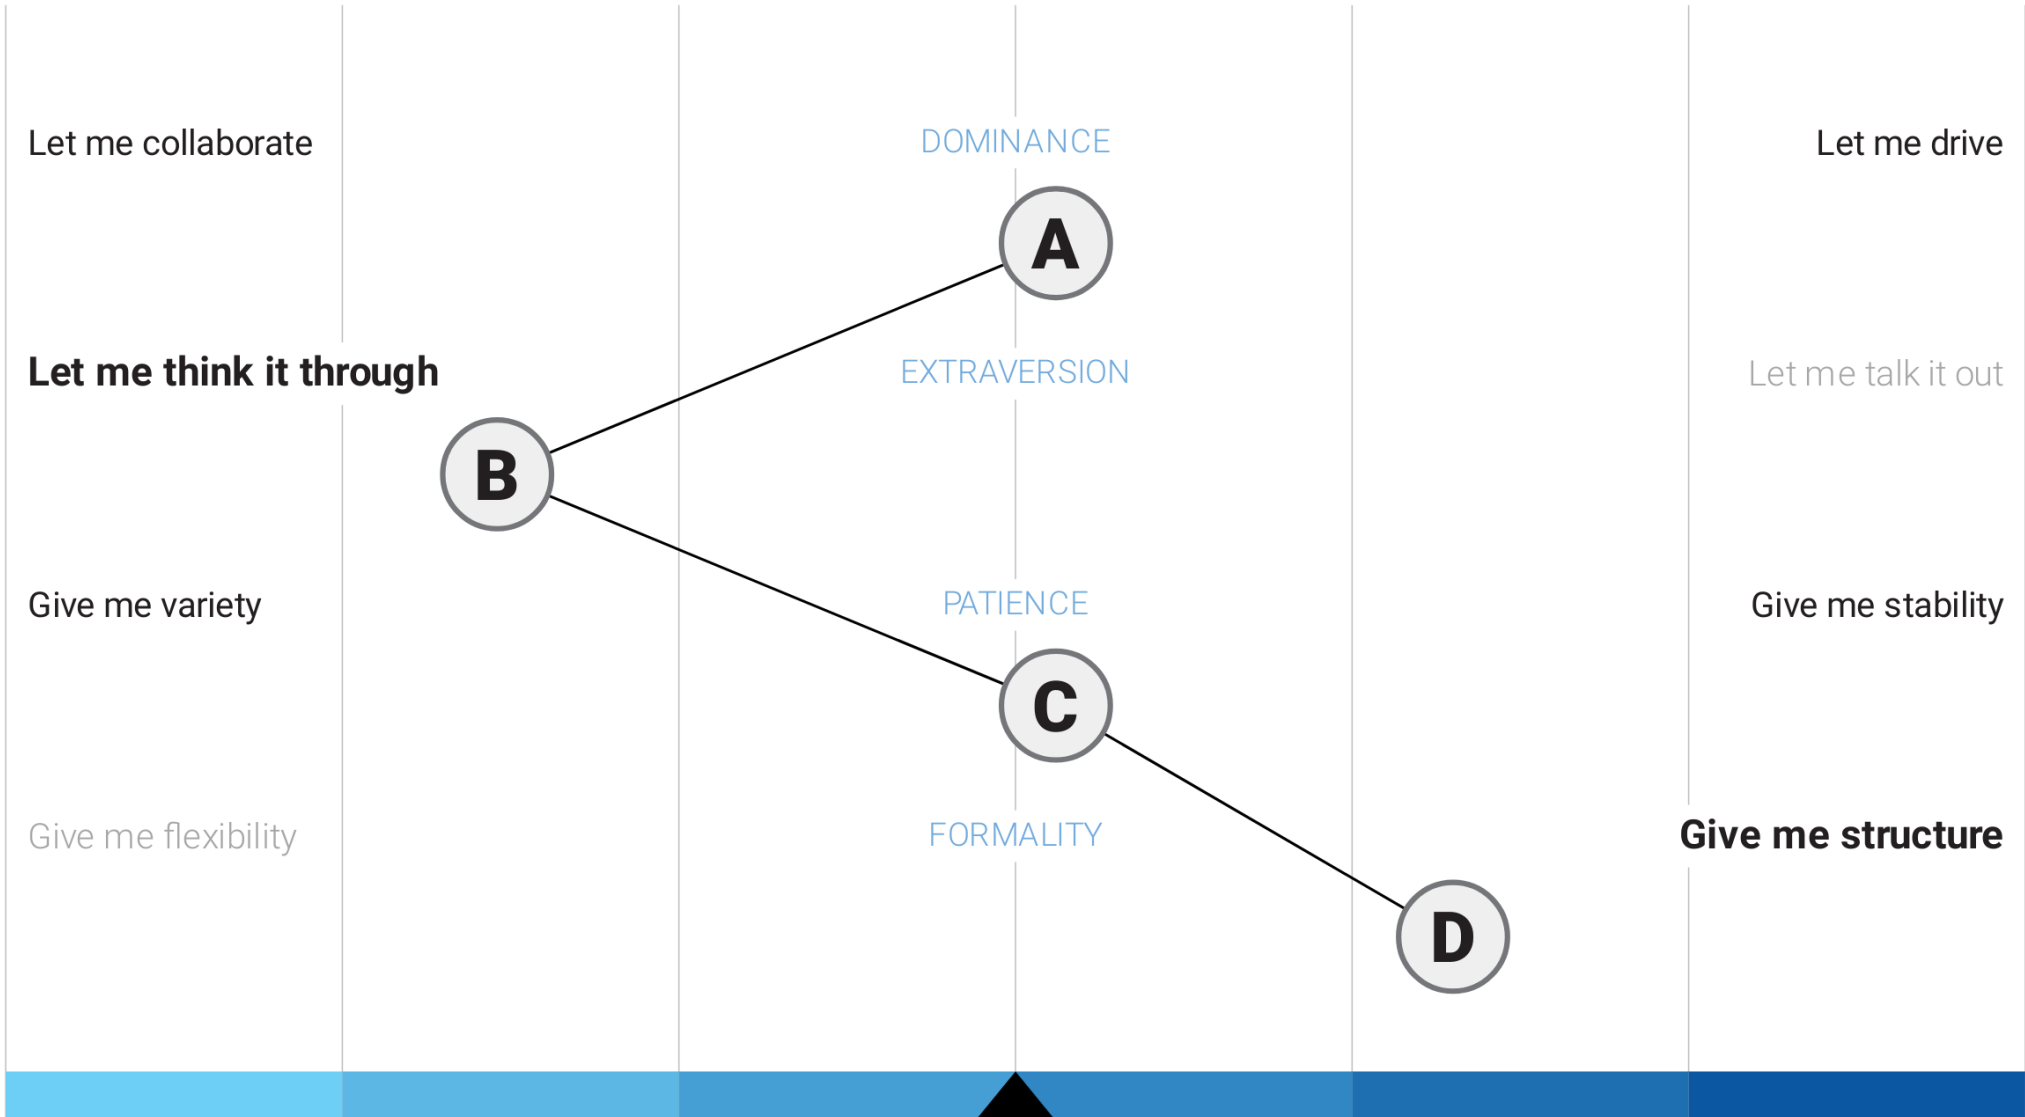 Let me collaborate
DOMINANCE
Let me drive
A
Let me think it through
EXTRAVERSION
Let me talk it out
B
Give me variety
PATIENCE
Give me stability
C
Give me flexibility
FORMALITY
Give me structure
D